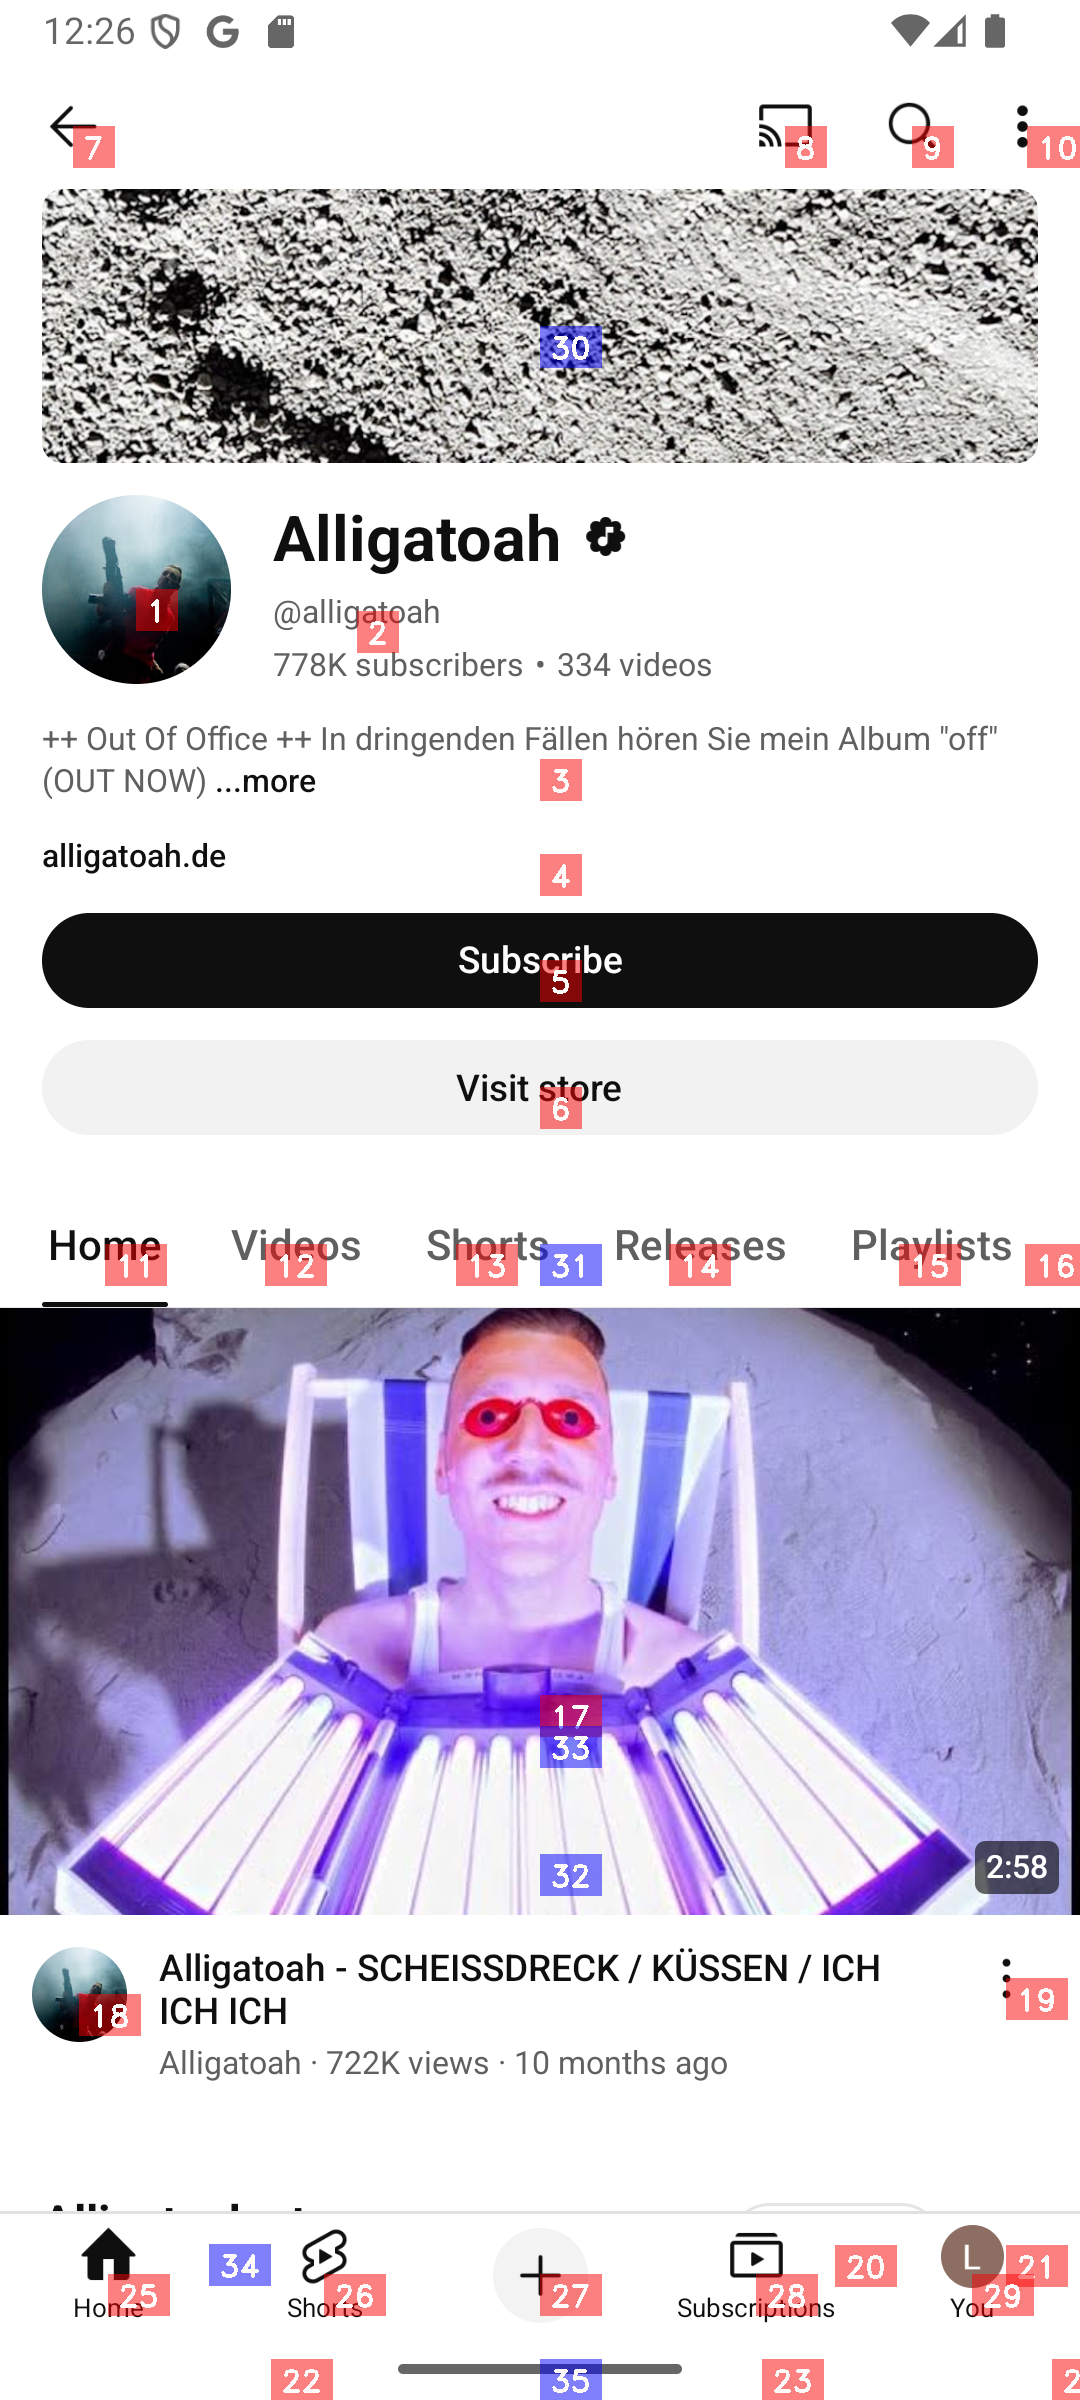 12:26
7
8
9
10
30
Alligatoah
1
@alligatoah
2
778K subscribers • 334 videos
++ Out Of Office ++ In dringenden Fällen hören Sie mein Album "off"
(OUT NOW) ...more
3
alligatoah.de
4
Subscribe
5
Visit store
6
Home
Videos
Shorts
Releases
Playlists
11
12
13
31
14
15
16
17
33
32
2:58
Alligatoah - SCHEISSDRECK / KÜSSEN / ICH
ICH ICH
18
19
Alligatoah · 722K views · 10 months ago
34
L
20
21
25
26
27
28
29
Home
Shorts
Subscriptions
You
22
35
23